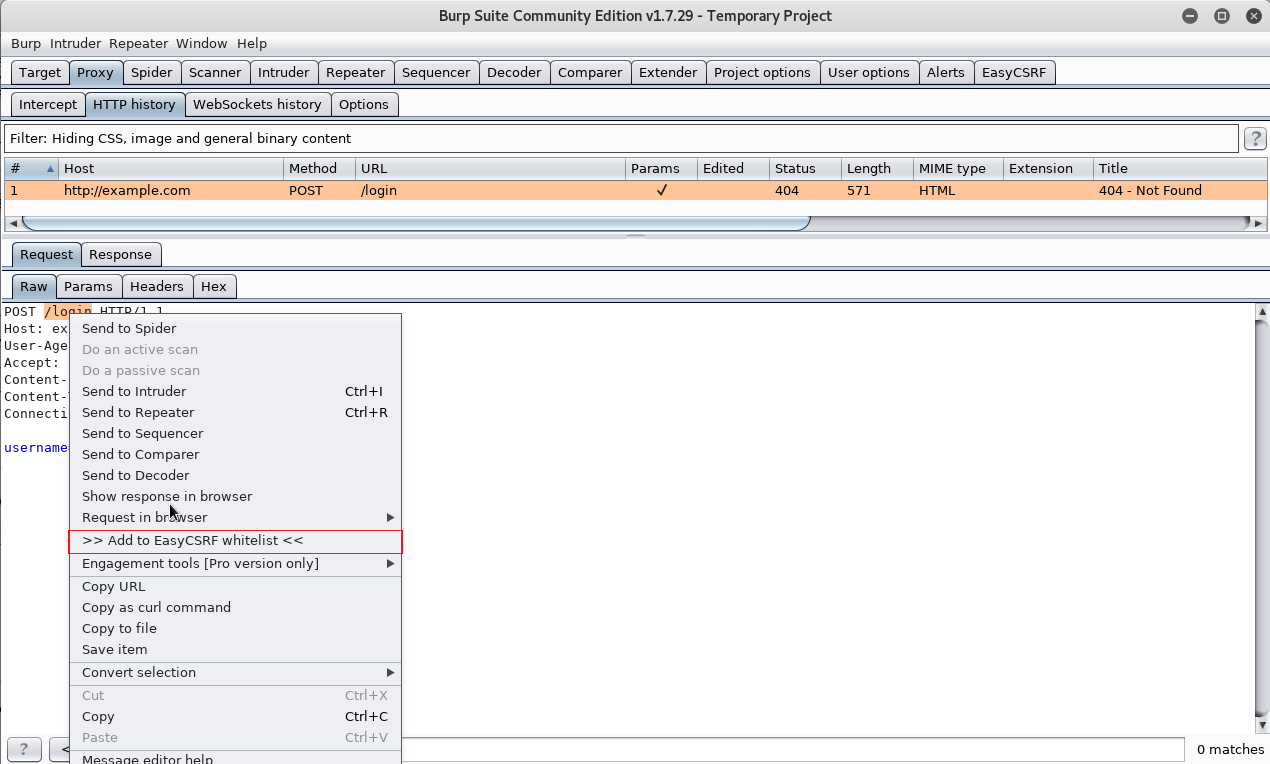 Burp Suite Community Edition v1.7.29 - Temporary Project
Burp Intruder Repeater Window Help
Target Proxy Spider Scanner Intruder Repeater Sequencer Decoder Comparer Extender Project options User options Alerts EasyCSRF
Intercept HTTP history WebSockets history Options
Filter: Hiding CSS, image and general binary content
?
# Host Method URL Params Edited Status Length MIME type Extension Title
1 http://example.com POST /login ✓ 404 571 HTML 404 - Not Found
Request Response
Raw Params Headers Hex
POST /login HTTP/1.1
Host: ex
User-Age
Accept:
Content-
Content-
Connecti
username
Send to Spider
Do an active scan
Do a passive scan
Send to Intruder Ctrl+I
Send to Repeater Ctrl+R
Send to Sequencer
Send to Comparer
Send to Decoder
Show response in browser
Request in browser
>> Add to EasyCSRF whitelist <<
Engagement tools [Pro version only]
Copy URL
Copy as curl command
Copy to file
Save item
Convert selection
Cut Ctrl+X
Copy Ctrl+C
Paste Ctrl+V
Message editor help
? <
0 matches